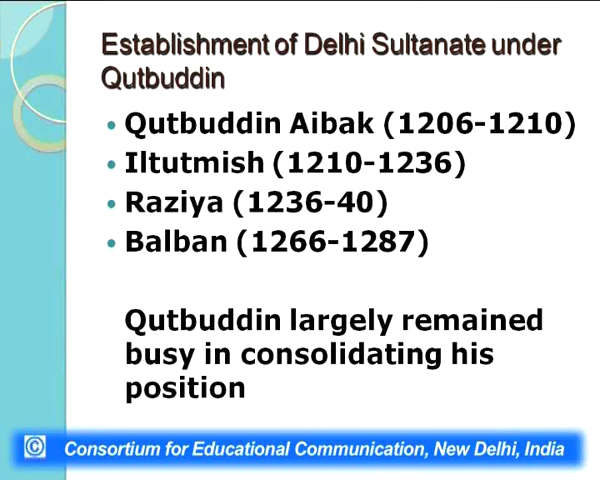 Establishment of Delhi Sultanate under
Qutbuddin
• Qutbuddin Aibak (1206-1210)
• Iltutmish (1210-1236)
• Raziya (1236-40)
• Balban (1266-1287)
Qutbuddin largely remained
busy in consolidating his
position
© Consortium for Educational Communication, New Delhi, India